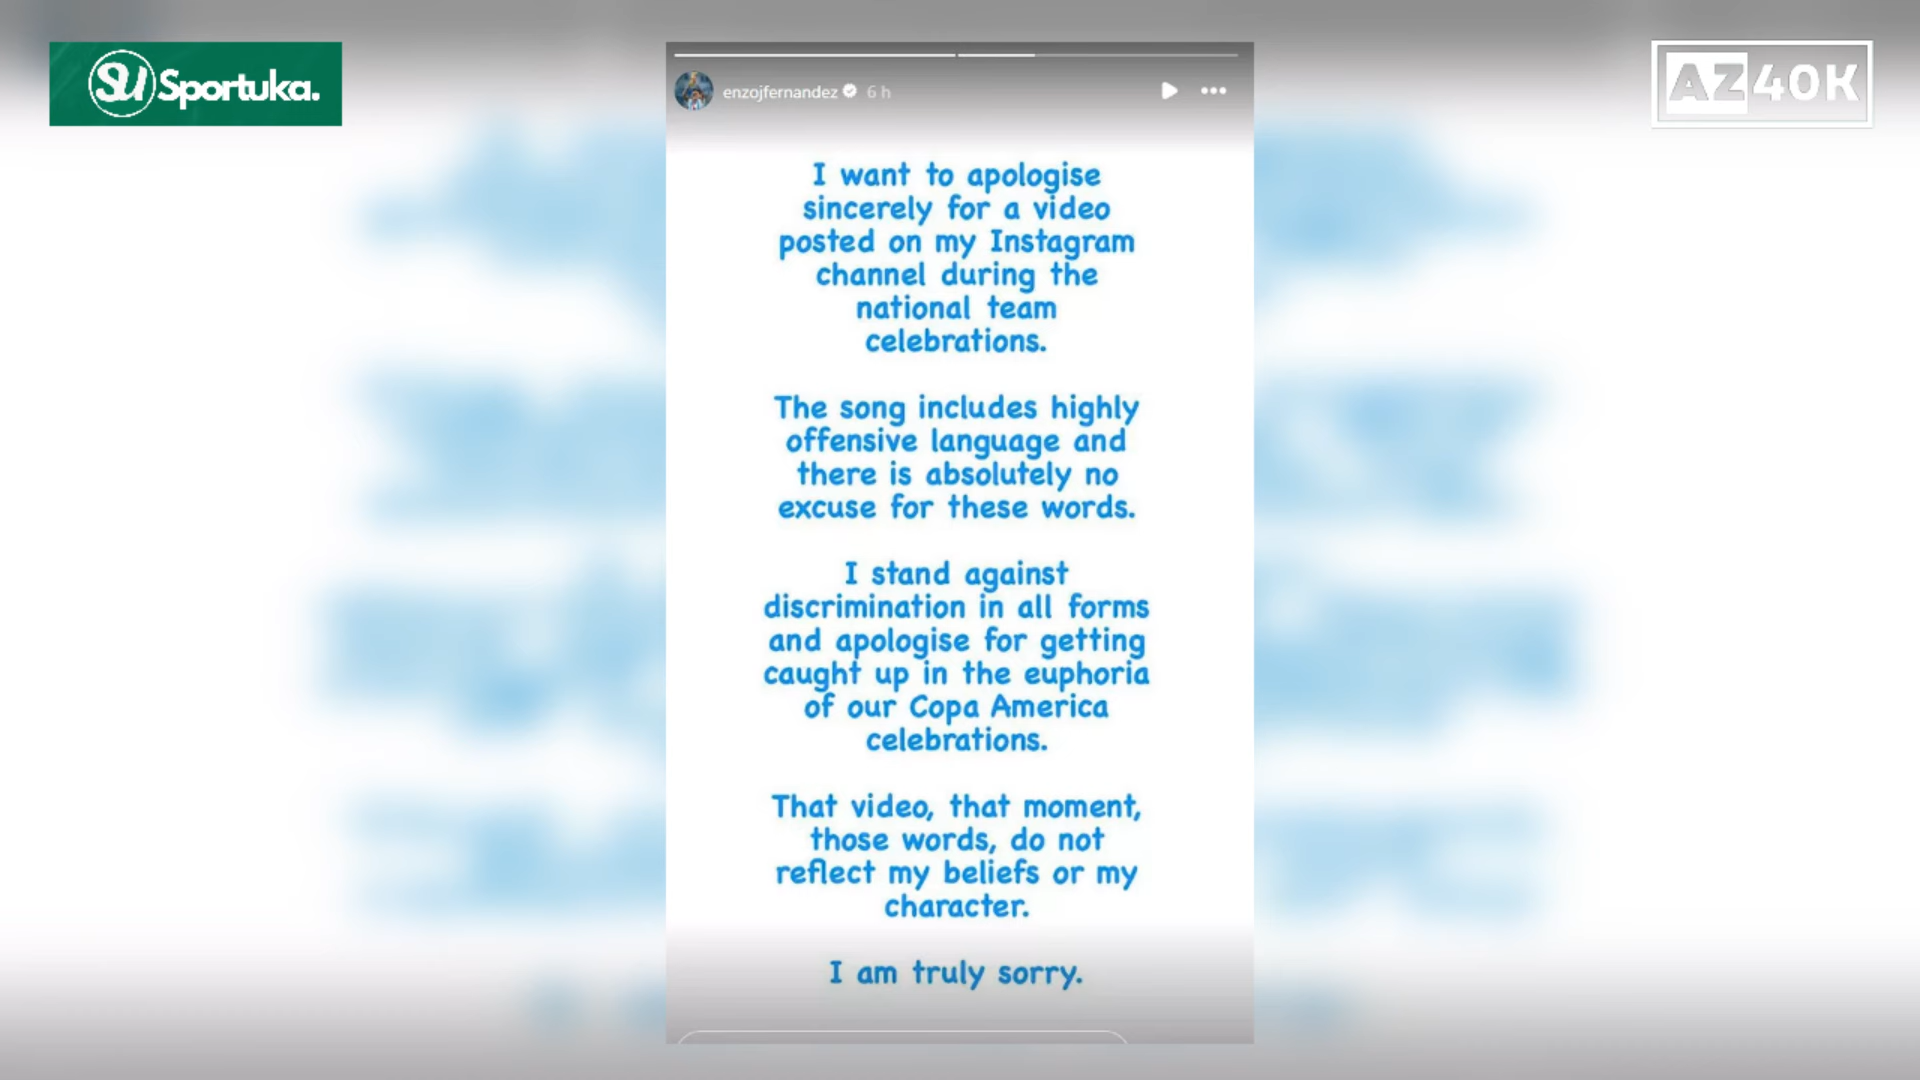 SU Sportuka.
AZ40K
enzojfernandez 6 h
I want to apologise
sincerely for a video
posted on my Instagram
channel during the
national team
celebrations.
The song includes highly
offensive language and
there is absolutely no
excuse for these words.
I stand against
discrimination in all forms
and apologise for getting
caught up in the euphoria
of our Copa America
celebrations.
That video, that moment,
those words, do not
reflect my beliefs or my
character.
I am truly sorry.